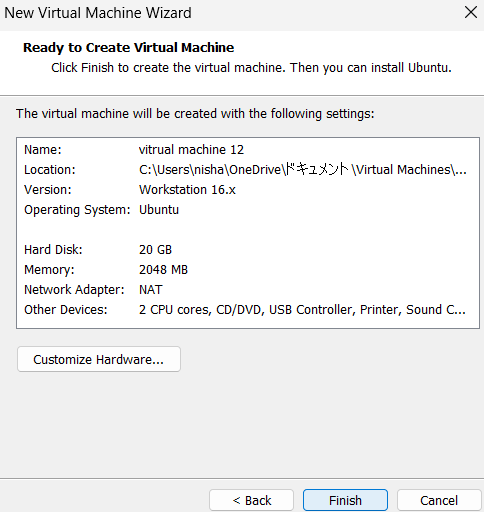 New Virtual Machine Wizard
Ready to Create Virtual Machine
Click Finish to create the virtual machine. Then you can install Ubuntu.
The virtual machine will be created with the following settings:
Name: vitrual machine 12
Location: C:\Users\nisha\OneDrive\ドキュメント\Virtual Machines\...
Version: Workstation 16.x
Operating System: Ubuntu
Hard Disk: 20 GB
Memory: 2048 MB
Network Adapter: NAT
Other Devices: 2 CPU cores, CD/DVD, USB Controller, Printer, Sound C...
Customize Hardware...
< Back Finish Cancel